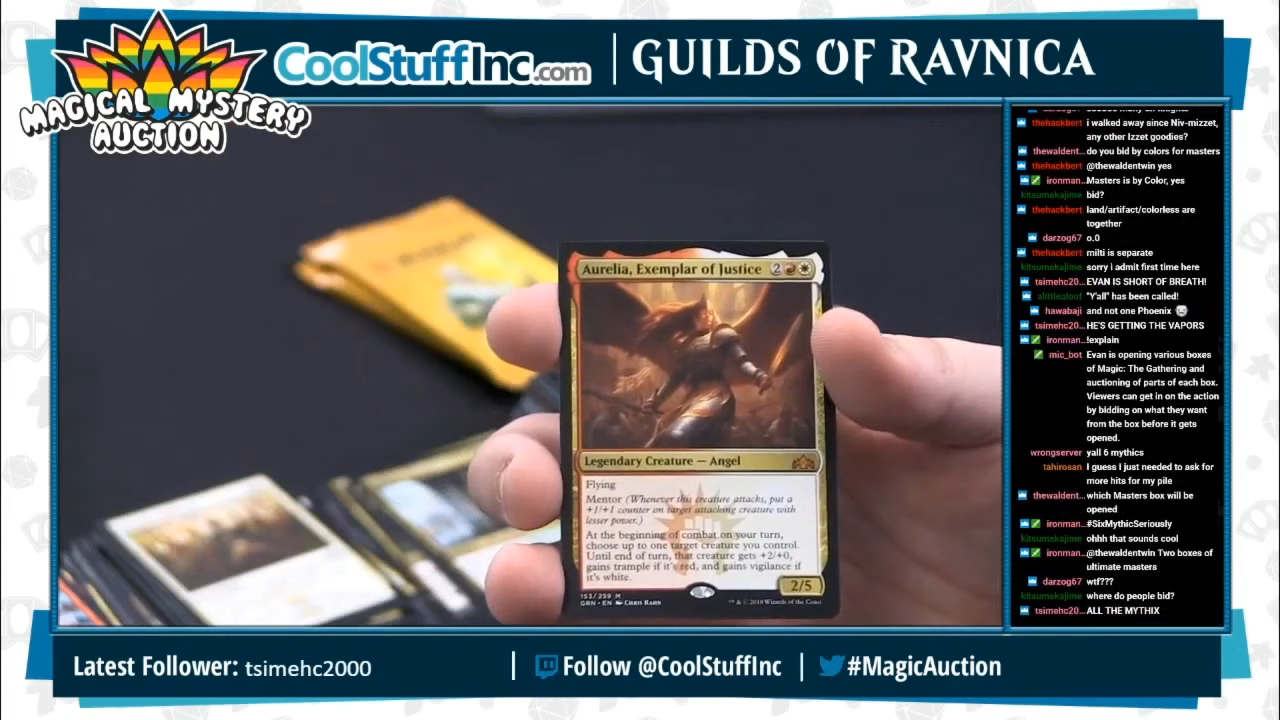 MAGICAL MYSTERY
AUCTION
CoolStuffInc.com
GUILDS OF RAVNICA
Aurelia, Exemplar of Justice 2
Legendary Creature — Angel
Flying
Mentor (Whenever this creature attacks, put a
+1/+1 counter on target attacking creature with
lesser power.)
At the beginning of combat on your turn,
choose up to one target creature you control.
Until end of turn, that creature gets +2/+0,
gains trample if it's red, and gains vigilance if
it's white.
2/5
153/259 M
GRN • EN Chris Rahn
™ & © 2018 Wizards of the Coast
thehackbert i walked away since Niv-mizzet,
any other Izzet goodies?
thewaldent... do you bid by colors for masters
thehackbert @thewaldentwin yes
ironman... Masters is by Color, yes
kitsumekajime bid?
thehackbert land/artifact/colorless are
together
darzog67 o.0
thehackbert milti is separate
kitsumekajime sorry i admit first time here
tsimehc20... EVAN IS SHORT OF BREATH!
alittlealoof "Y'all" has been called!
hawabaji and not one Phoenix
tsimehc20... HE'S GETTING THE VAPORS
ironman... !explain
mic_bot Evan is opening various boxes
of Magic: The Gathering and
auctioning of parts of each box.
Viewers can get in on the action
by bidding on what they want
from the box before it gets
opened.
wrongserver yall 6 mythics
tahirosan I guess I just needed to ask for
more hits for my pile
thewaldent... which Masters box will be
opened
ironman... #SixMythicSeriously
kitsumekajime ohhh that sounds cool
ironman... @thewaldentwin Two boxes of
ultimate masters
darzog67 wtf???
kitsumekajime where do people bid?
tsimehc20... ALL THE MYTHIX
Latest Follower: tsimehc2000 | Follow @CoolStuffInc | #MagicAuction